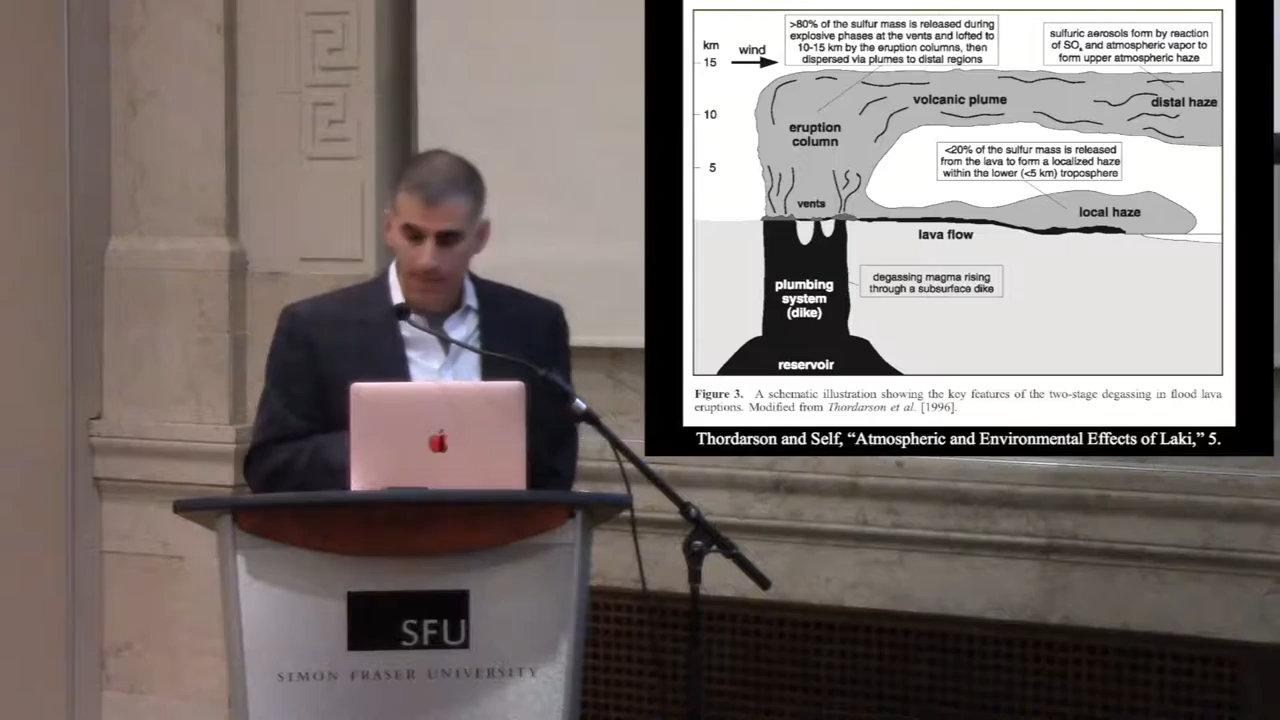 >80% of the sulfur mass is released during
explosive phases at the vents and lofted to
10-15 km by the eruption columns, then
dispersed via plumes to distal regions
sulfuric aerosols form by reaction
of SO₂ and atmospheric vapor to
form upper atmospheric haze
km
wind
15
volcanic plume
distal haze
10
eruption
column
<20% of the sulfur mass is released
from the lava to form a localized haze
within the lower (<5 km) troposphere
5
vents
local haze
lava flow
degassing magma rising
through a subsurface dike
plumbing
system
(dike)
reservoir
Figure 3. A schematic illustration showing the key features of the two-stage degassing in flood lava
eruptions. Modified from Thordarson et al. [1996].
Thordarson and Self, “Atmospheric and Environmental Effects of Laki,” 5.
SFU
SIMON FRASER UNIVERSITY